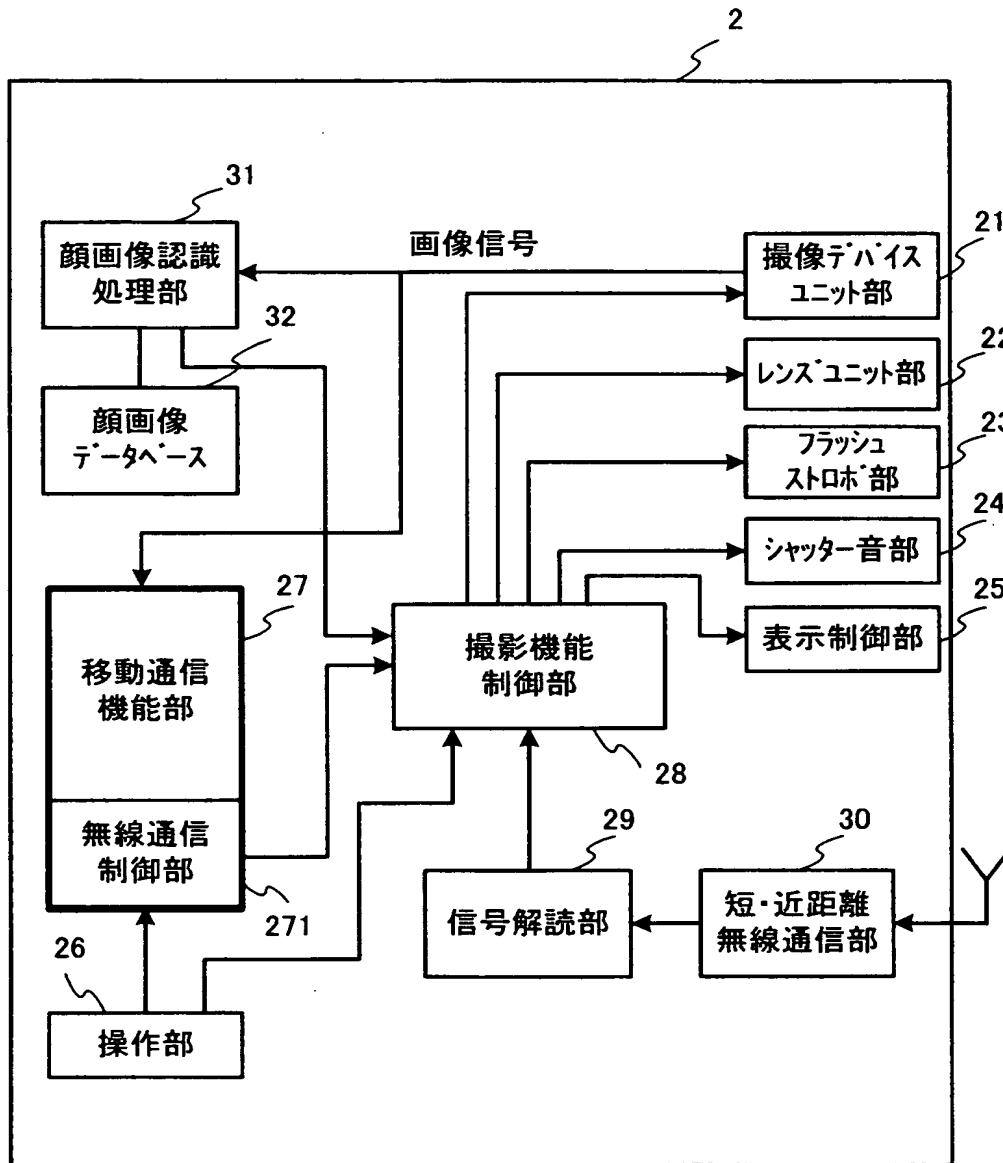 2
31
顔画像認識
処理部
画像信号
撮像デバイス
ユニット部
21
32
顔画像
データベース
レンズユニット部
22
フラッシュ
ストロボ部
23
シャッター音部
24
27
移動通信
機能部
撮影機能
制御部
28
表示制御部
25
無線通信
制御部
271
29
信号解読部
30
短・近距離
無線通信部
26
操作部